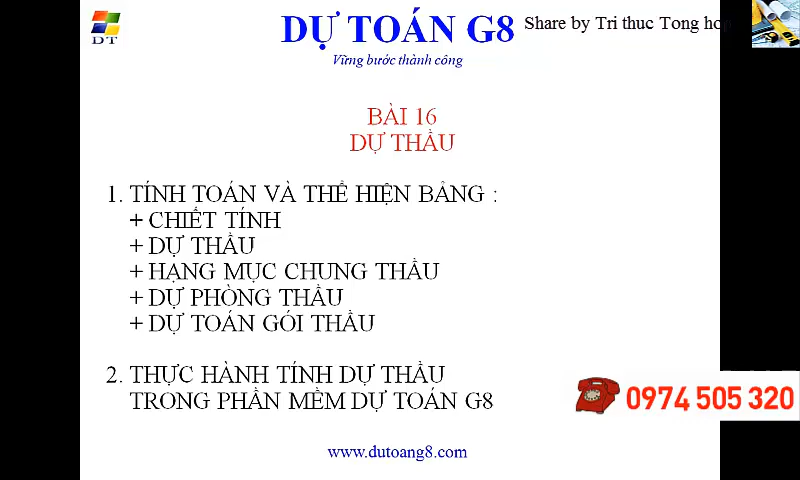 DỰ TOÁN G8
Share by Tri thuc Tong hop
DT
Vững bước thành công
BÀI 16
DỰ THẦU
1. TÍNH TOÁN VÀ THỂ HIỆN BẢNG :
+ CHIẾT TÍNH
+ DỰ THẦU
+ HẠNG MỤC CHUNG THẦU
+ DỰ PHÒNG THẦU
+ DỰ TOÁN GÓI THẦU
2. THỰC HÀNH TÍNH DỰ THẦU
TRONG PHẦN MỀM DỰ TOÁN G8
0974 505 320
www.dutoang8.com